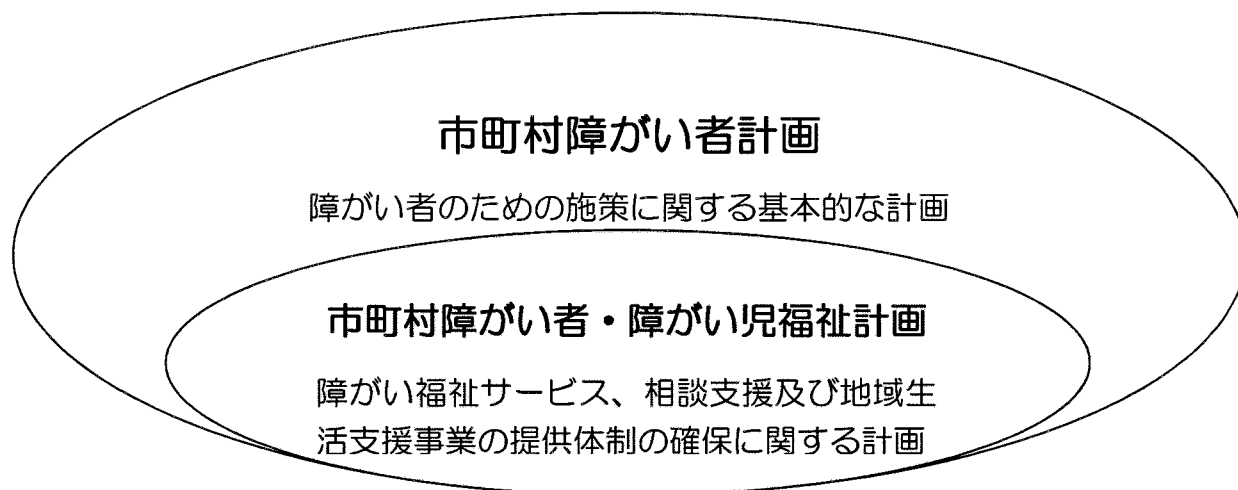 市町村障がい者計画
障がい者のための施策に関する基本的な計画
市町村障がい者・障がい児福祉計画
障がい福祉サービス、相談支援及び地域生
活支援事業の提供体制の確保に関する計画